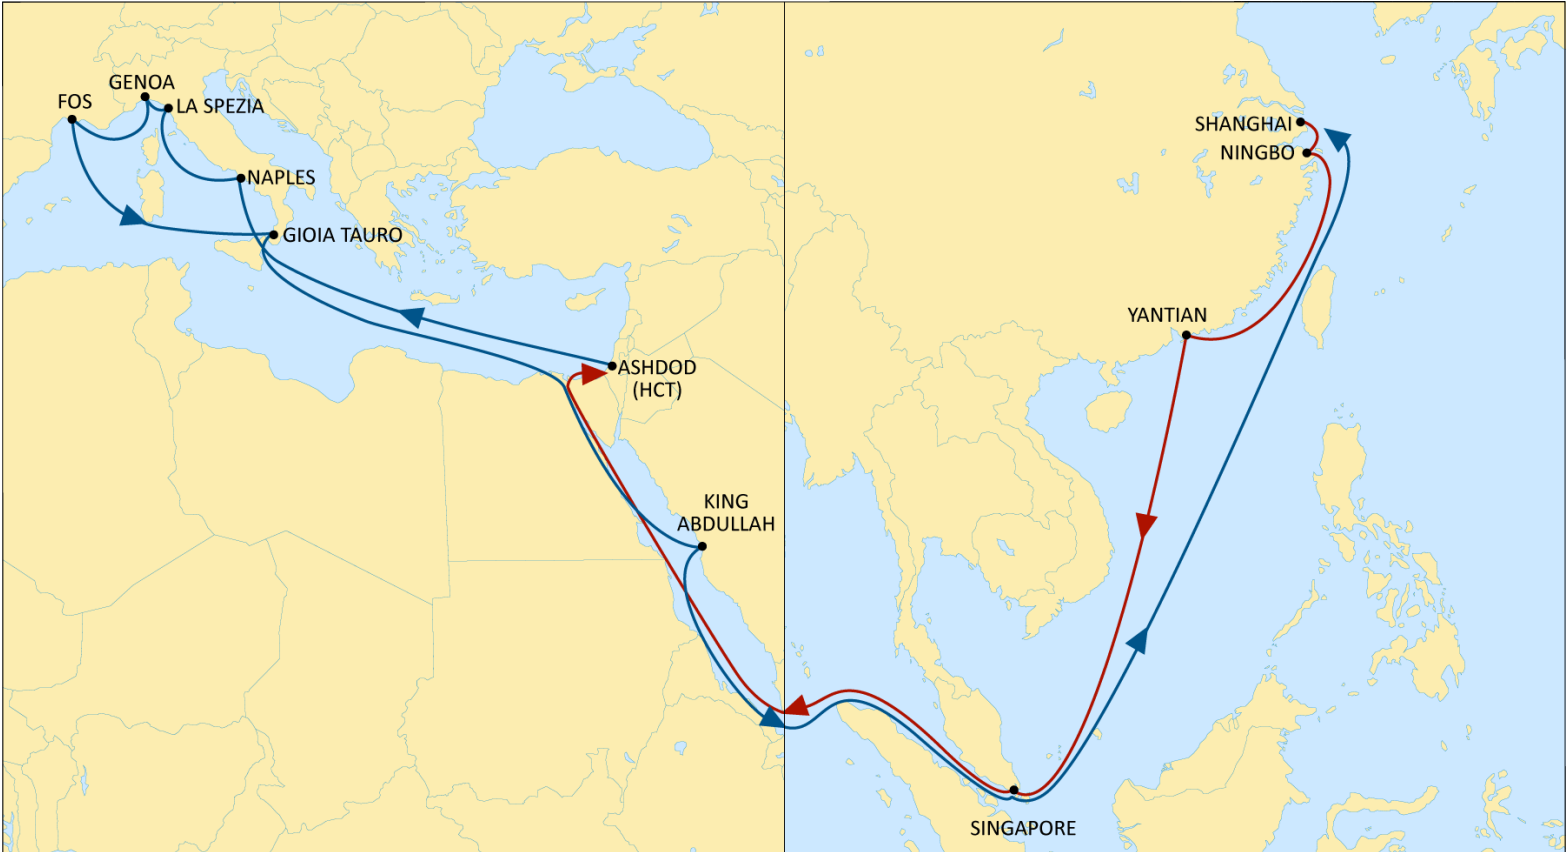 GENOA
FOS
LA SPEZIA
NAPLES
GIOIA TAURO
ASHDOD
(HCT)
KING
ABDULLAH
SHANGHAI
NINGBO
YANTIAN
SINGAPORE